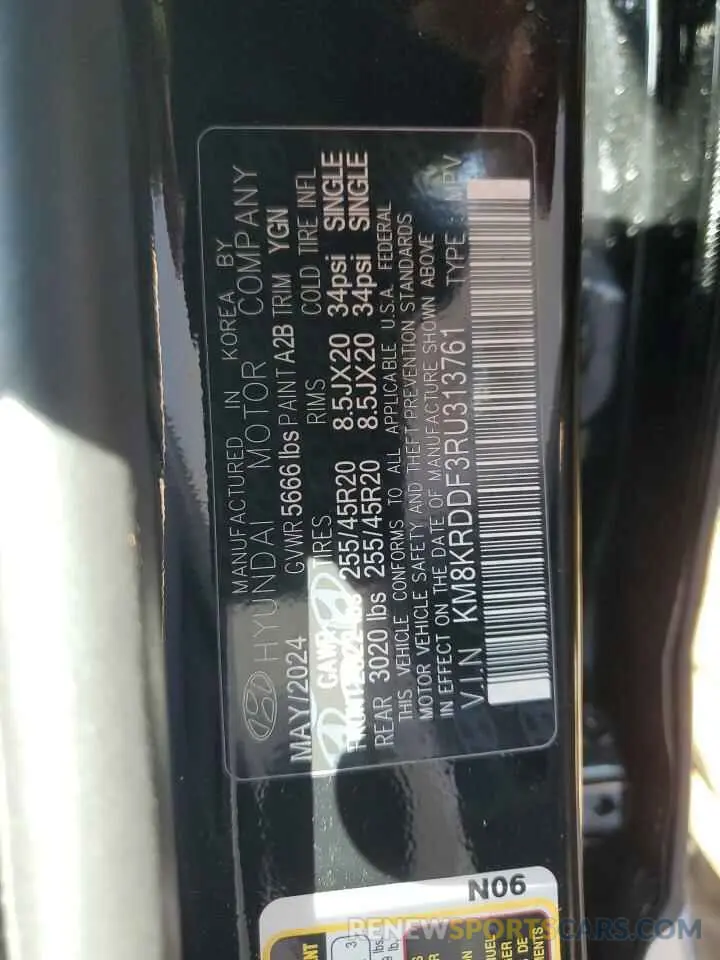 MANUFACTURED IN KOREA BY
HYUNDAI MOTOR COMPANY
MAY/2024 GVWR 5666 lbs PAINT A2B TRIM YGN
GAWR TIRES RIMS COLD TIRE INFL
255/45R20 8.5JX20 34psi SINGLE
REAR 3020 lbs 255/45R20 8.5JX20 34psi SINGLE
THIS VEHICLE CONFORMS TO ALL APPLICABLE U.S.A. FEDERAL
MOTOR VEHICLE SAFETY AND THEFT PREVENTION STANDARDS
IN EFFECT ON THE DATE OF MANUFACTURE SHOWN ABOVE
V.I.N KM8KRDDF3RU313761 TYPE :
N06
RENEWSPORTSCARS.COM